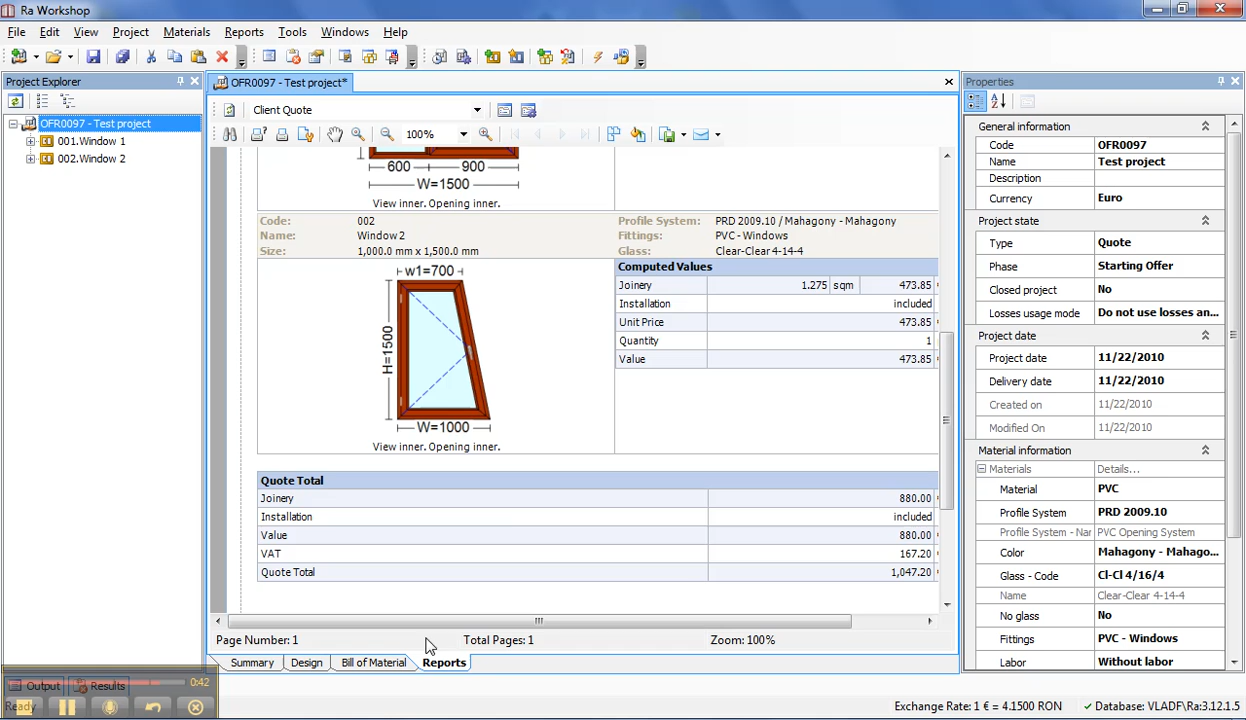 Ra Workshop
File Edit View Project Materials Reports Tools Windows Help
Project Explorer
OFR0097 - Test project
001.Window 1
002.Window 2
OFR0097 - Test project*
Client Quote
100%
600 900
W=1500
View inner. Opening inner.
Code: 002 Profile System: PRD 2009.10 / Mahagony - Mahagony
Name: Window 2 Fittings: PVC - Windows
Size: 1,000.0 mm x 1,500.0 mm Glass: Clear-Clear 4-14-4
w1=700
H=1500
W=1000
View inner. Opening inner.
Computed Values
Joinery 1.275 sqm 473.85
Installation included
Unit Price 473.85
Quantity 1
Value 473.85
Quote Total
Joinery 880.00
Installation included
Value 880.00
VAT 167.20
Quote Total 1,047.20
Page Number: 1 Total Pages: 1 Zoom: 100%
Summary Design Bill of Material Reports
Properties
General information
Code OFR0097
Name Test project
Description
Currency Euro
Project state
Type Quote
Phase Starting Offer
Closed project No
Losses usage mode Do not use losses an...
Project date
Project date 11/22/2010
Delivery date 11/22/2010
Created on 11/22/2010
Modified On 11/22/2010
Material information
Materials Details...
Material PVC
Profile System PRD 2009.10
Profile System - Nar PVC Opening System
Color Mahagony - Mahago...
Glass - Code Cl-Cl 4/16/4
Name Clear-Clear 4-14-4
No glass No
Fittings PVC - Windows
Labor Without labor
Output Results 0:42
Ready
Exchange Rate: 1 € = 4.1500 RON Database: VLADF\Ra:3.12.1.5